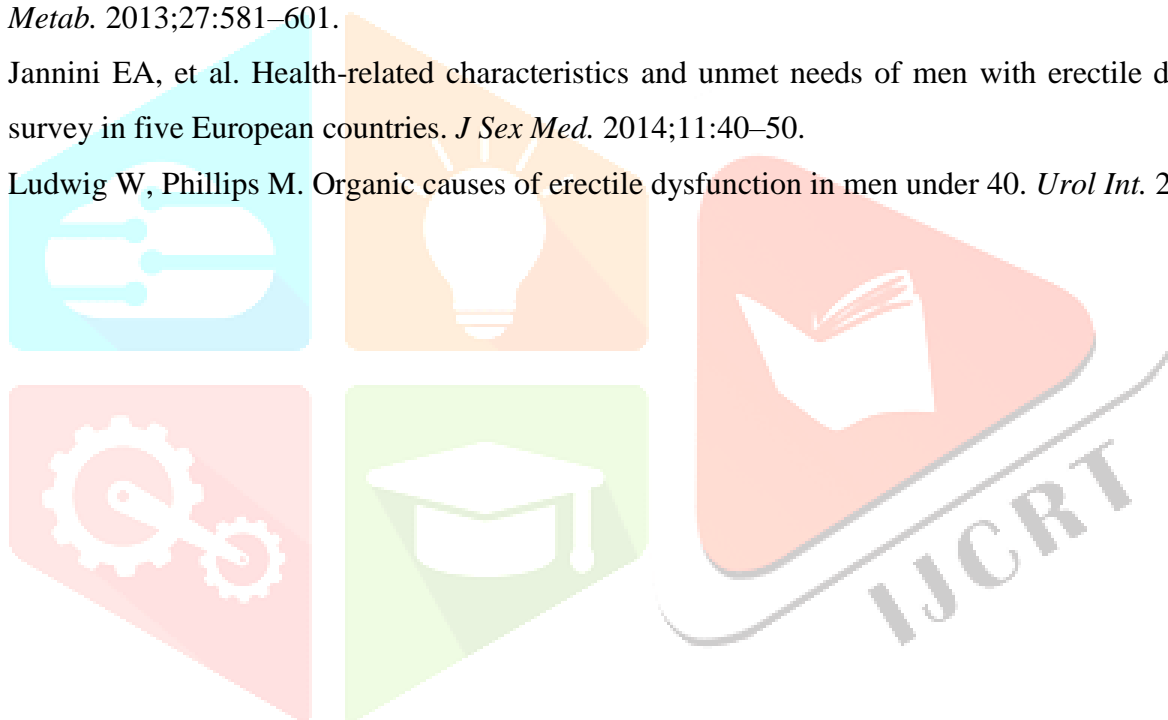 Metab. 2013;27:581–601.
Jannini EA, et al. Health-related characteristics and unmet needs of men with erectile d
survey in five European countries. J Sex Med. 2014;11:40–50.
Ludwig W, Phillips M. Organic causes of erectile dysfunction in men under 40. Urol Int. 2
IJCRT